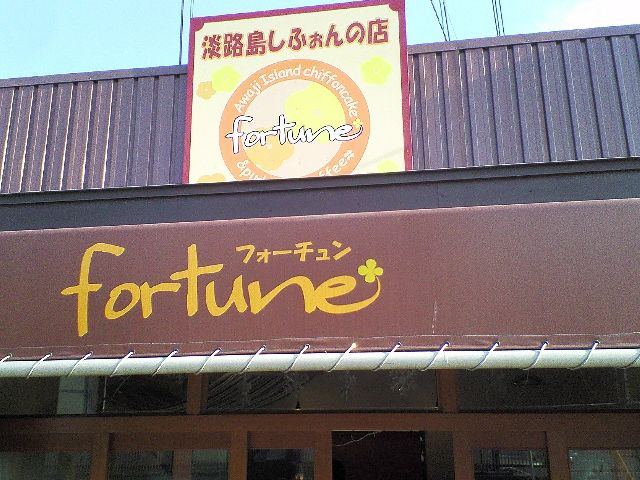 淡路島しふぉんの店
Awaji Island chiffoncake
fortune
フォーチュン
fortune